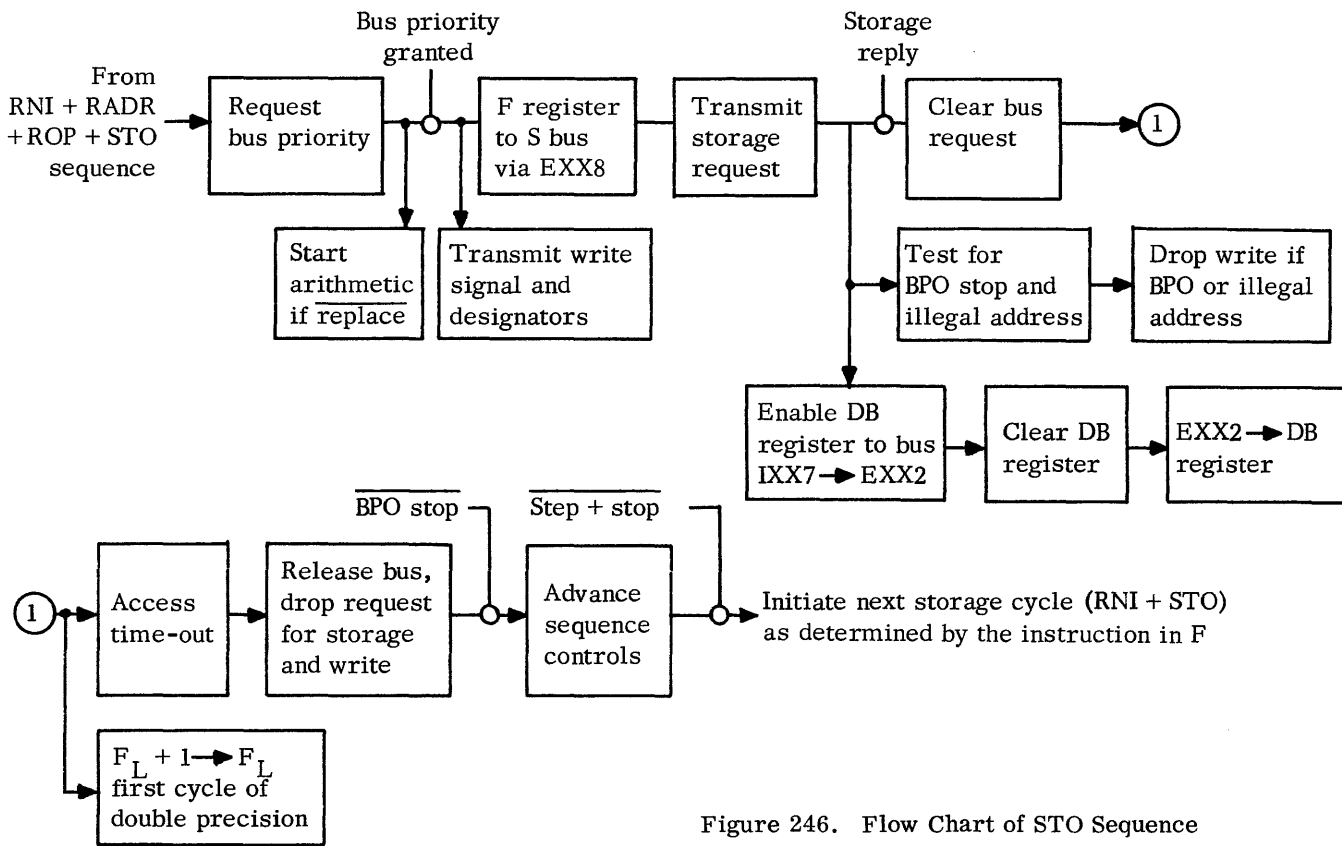 From
RNI + RADR
+ ROP + STO
sequence
Request
bus priority
Bus priority
granted
F register
to S bus
via EXX8
Transmit
storage
request
Storage
reply
Clear bus
request
1
Start
arithmetic
if replace
Transmit write
signal and
designators
Test for
BPO stop and
illegal address
Drop write if
BPO or illegal
address
Enable DB
register to bus
IXX7 → EXX2
Clear DB
register
EXX2 → DB
register
1
Access
time-out
Release bus,
drop request
for storage
and write
BPO stop
Advance
sequence
controls
Step + stop
Initiate next storage cycle (RNI + STO)
as determined by the instruction in F
F_L + 1 → F_L
first cycle of
double precision
Figure 246. Flow Chart of STO Sequence